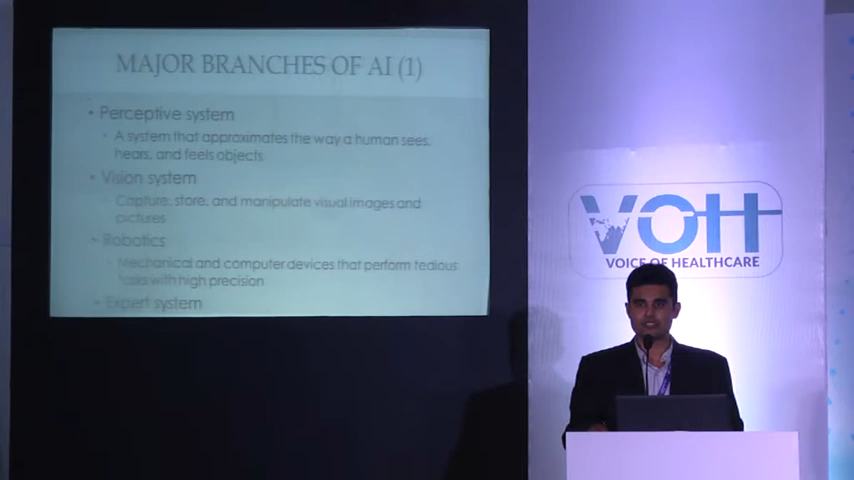 MAJOR BRANCHES OF AI (1)
• Perceptive system
• A system that approximates the way a human sees,
hears, and feels objects
• Vision system
Capture, store, and manipulate visual images and
pictures
• Robotics
Mechanical and computer devices that perform tedious
tasks with high precision
• Expert system
VOH
VOICE OF HEALTHCARE